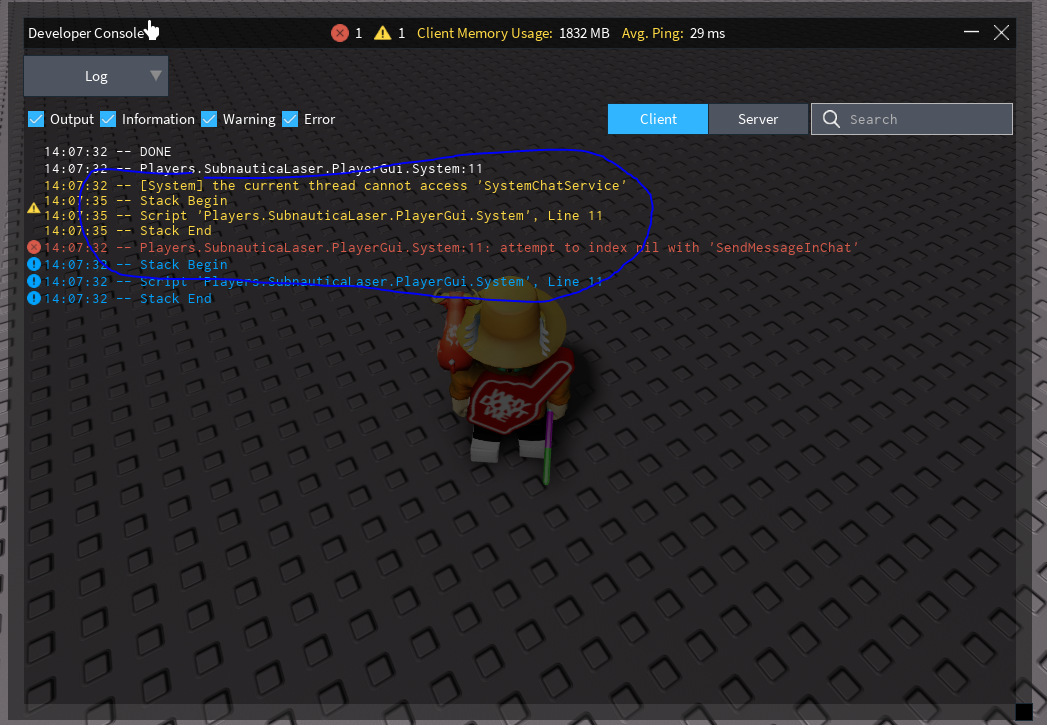 Developer Console 1 1 Client Memory Usage: 1832 MB Avg. Ping: 29 ms
Log
Output Information Warning Error Client Server Search
14:07:32 -- DONE
14:07:32 -- Players.SubnauticaLaser.PlayerGui.System:11
14:07:32 -- [System] the current thread cannot access 'SystemChatService'
14:07:35 -- Stack Begin
14:07:35 -- Script 'Players.SubnauticaLaser.PlayerGui.System', Line 11
14:07:35 -- Stack End
14:07:32 -- Players.SubnauticaLaser.PlayerGui.System:11: attempt to index nil with 'SendMessageInChat'
14:07:32 -- Stack Begin
14:07:32 -- Script 'Players.SubnauticaLaser.PlayerGui.System', Line 11
14:07:32 -- Stack End